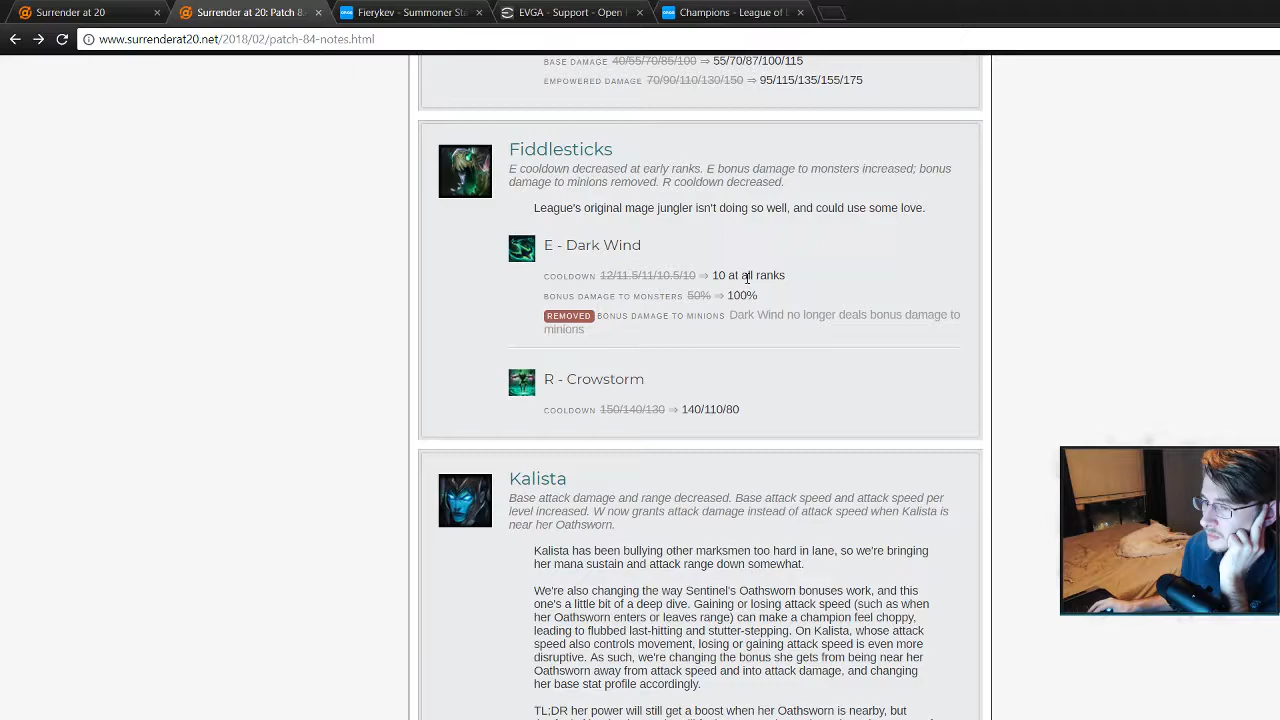 Surrender at 20
Surrender at 20: Patch 8
Fierykev - Summoner St
EVGA - Support - Open
Champions - League of
www.surrenderat20.net/2018/02/patch-84-notes.html
BASE DAMAGE 40/55/70/85/100 ⇒ 55/70/87/100/115
EMPOWERED DAMAGE 70/90/110/130/150 ⇒ 95/115/135/155/175
Fiddlesticks
E cooldown decreased at early ranks. E bonus damage to monsters increased; bonus
damage to minions removed. R cooldown decreased.
League's original mage jungler isn't doing so well, and could use some love.
E - Dark Wind
COOLDOWN 12/11.5/11/10.5/10 ⇒ 10 at all ranks
BONUS DAMAGE TO MONSTERS 50% ⇒ 100%
REMOVED BONUS DAMAGE TO MINIONS Dark Wind no longer deals bonus damage to
minions
R - Crowstorm
COOLDOWN 150/140/130 ⇒ 140/110/80
Kalista
Base attack damage and range decreased. Base attack speed and attack speed per
level increased. W now grants attack damage instead of attack speed when Kalista is
near her Oathsworn.
Kalista has been bullying other marksmen too hard in lane, so we're bringing
her mana sustain and attack range down somewhat.
We're also changing the way Sentinel's Oathsworn bonuses work, and this
one's a little bit of a deep dive. Gaining or losing attack speed (such as when
her Oathsworn enters or leaves range) can make a champion feel choppy,
leading to flubbed last-hitting and stutter-stepping. On Kalista, whose attack
speed also controls movement, losing or gaining attack speed is even more
disruptive. As such, we're changing the bonus she gets from being near her
Oathsworn away from attack speed and into attack damage, and changing
her base stat profile accordingly.
TL;DR her power will still get a boost when her Oathsworn is nearby, but